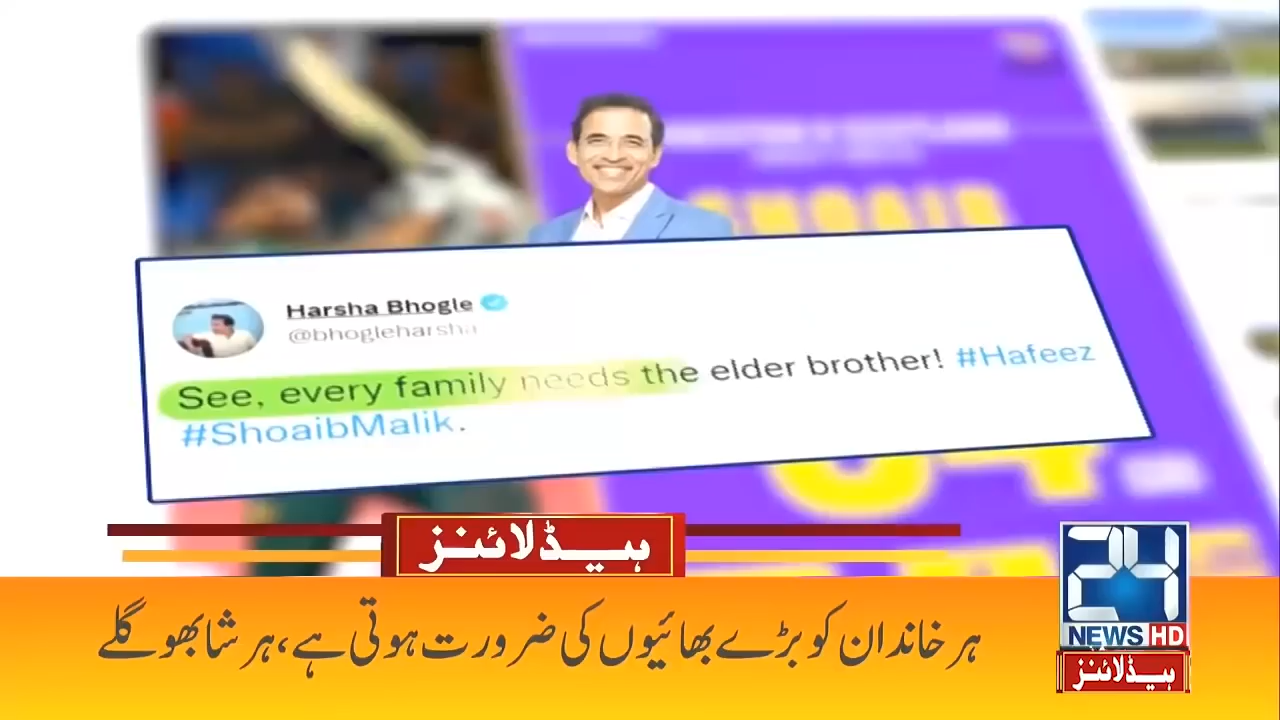 SHOAIB
Harsha Bhogle
@bhogleharsha
See, every family needs the elder brother! #Hafeez
#ShoaibMalik.
ہیڈلائنز
24
NEWS HD
ہیڈلائنز
ہر خاندان کو بڑے بھائیوں کی ضرورت ہوتی ہے، ہرشا بھوگلے